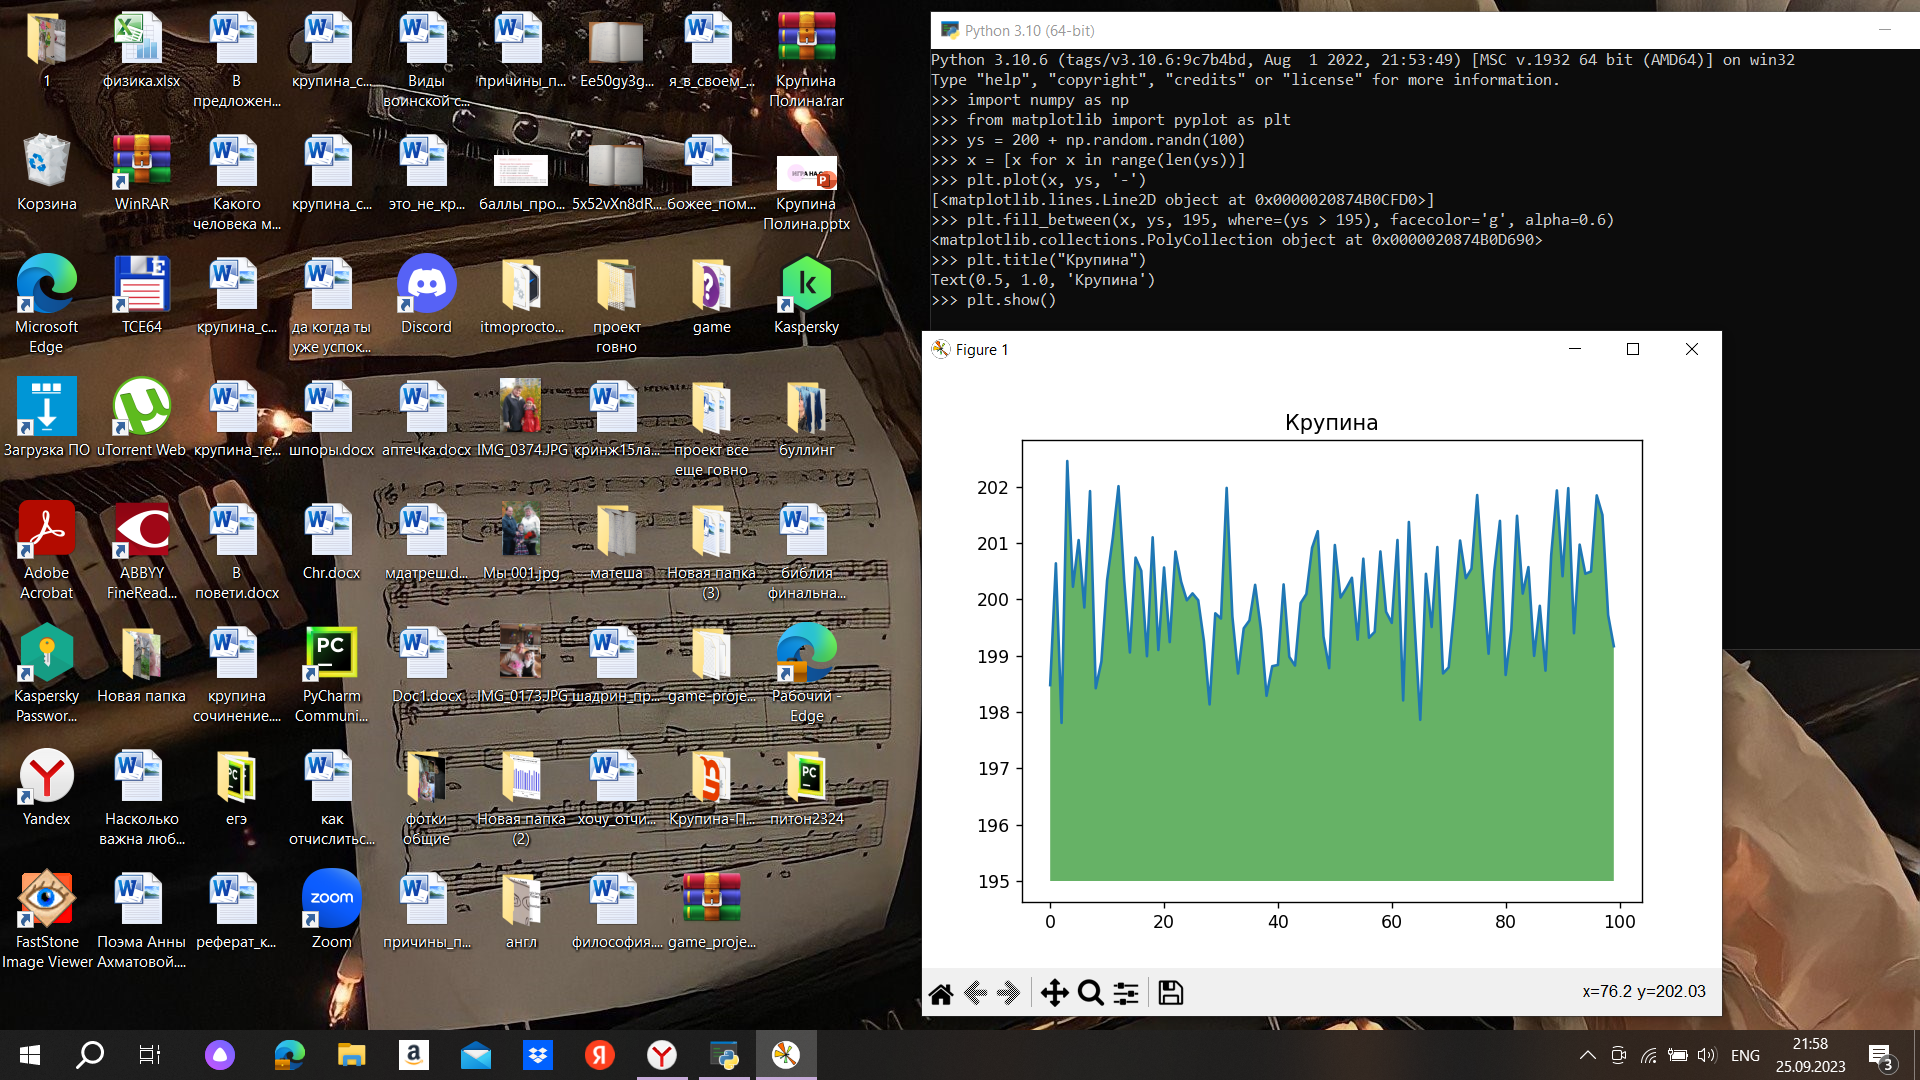 1
физика.xlsx
В
предложен...
крупина_с...
Виды
воинской с...
причины_п...
Ee50gy3g...
я_в_своем_...
Крупина
Полина.rar
Корзина
WinRAR
Какого
человека м...
крупина_с...
это_не_кр...
баллы_про...
5x52vXn8dR...
божее_пом...
Крупина
Полина.pptx
Microsoft
Edge
TCE64
крупина_с...
да когда ты
уже успок...
Discord
itmoprocto...
проект
говно
game
Kaspersky
Загрузка ПО
uTorrent Web
крупина_те...
шпоры.docx
аптечка.docx
IMG_0374.JPG
кринж15ла...
проект все
еще говно
буллинг
Adobe
Acrobat
ABBYY
FineRead...
В
повети.docx
Chr.docx
мдатреш.d...
Мы 001.jpg
матеша
Новая папка
(3)
библия
финальна...
Kaspersky
Passwor...
Новая папка
крупина
сочинение....
PyCharm
Communi...
Doc1.docx
IMG_0173.JPG
шадрин_пр...
game-proje...
Рабочий -
Edge
Yandex
Насколько
важна люб...
егэ
как
отчислитьс...
фотки
общие
Новая папка
(2)
хочу_отчи...
Крупина-П...
питон2324
FastStone
Image Viewer
Поэма Анны
Ахматовой....
реферат_к...
zoom
Zoom
причины_п...
англ
философия....
game_proje...
Python 3.10 (64-bit)
Python 3.10.6 (tags/v3.10.6:9c7b4bd, Aug  1 2022, 21:53:49) [MSC v.1932 64 bit (AMD64)] on win32
Type "help", "copyright", "credits" or "license" for more information.
>>> import numpy as np
>>> from matplotlib import pyplot as plt
>>> ys = 200 + np.random.randn(100)
>>> x = [x for x in range(len(ys))]
>>> plt.plot(x, ys, '-')
[<matplotlib.lines.Line2D object at 0x0000020874B0CFD0>]
>>> plt.fill_between(x, ys, 195, where=(ys > 195), facecolor='g', alpha=0.6)
<matplotlib.collections.PolyCollection object at 0x0000020874B0D690>
>>> plt.title("Крупина")
Text(0.5, 1.0, 'Крупина')
>>> plt.show()
Figure 1
Крупина
202
201
200
199
198
197
196
195
0
20
40
60
80
100
x=76.2 y=202.03
ENG
21:58
25.09.2023
3